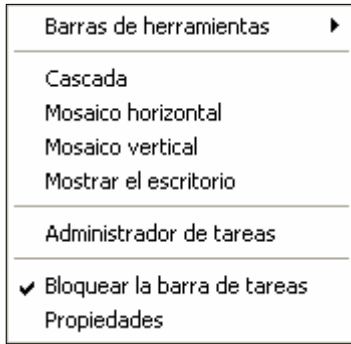 Barras de herramientas
Cascada
Mosaico horizontal
Mosaico vertical
Mostrar el escritorio
Administrador de tareas
Bloquear la barra de tareas
Propiedades